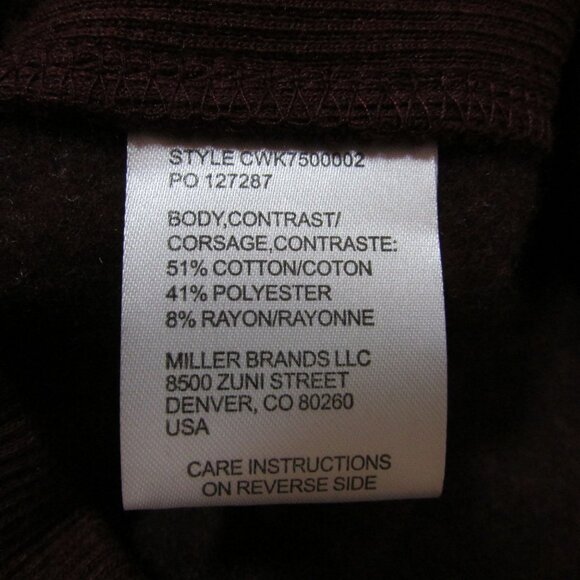 STYLE CWK7500002
PO 127287
BODY,CONTRAST/
CORSAGE,CONTRASTE:
51% COTTON/COTON
41% POLYESTER
8% RAYON/RAYONNE
MILLER BRANDS LLC
8500 ZUNI STREET
DENVER, CO 80260
USA
CARE INSTRUCTIONS
ON REVERSE SIDE